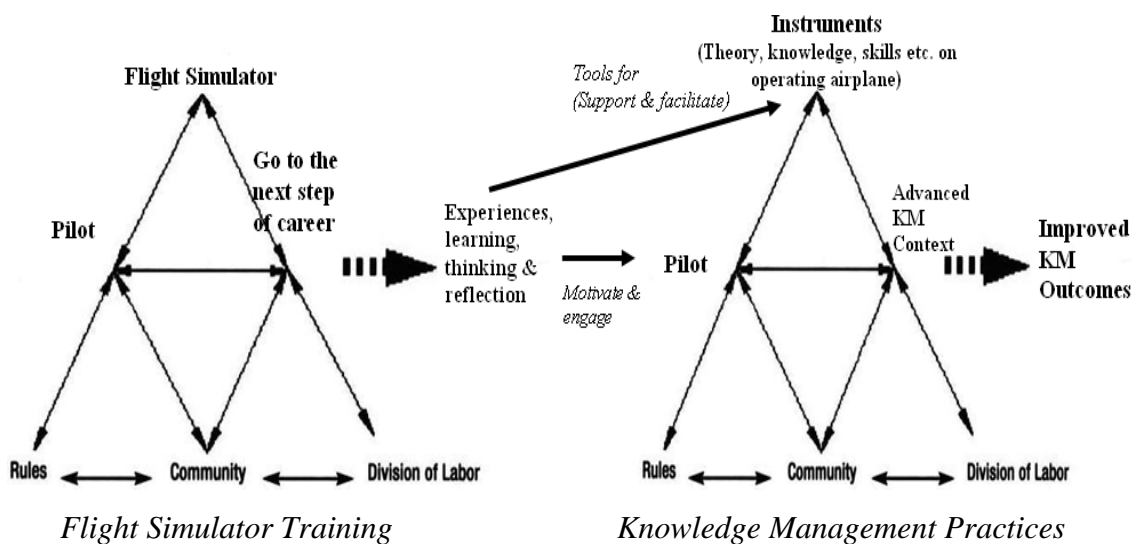 Flight Simulator
Go to the
next step
of career
Pilot
Rules
Community
Division of Labor
Flight Simulator Training
Experiences,
learning,
thinking &
reflection
Tools for
(Support & facilitate)
Motivate &
engage
Instruments
(Theory, knowledge, skills etc. on
operating airplane)
Pilot
Advanced
KM
Context
Improved
KM
Outcomes
Rules
Community
Division of Labor
Knowledge Management Practices